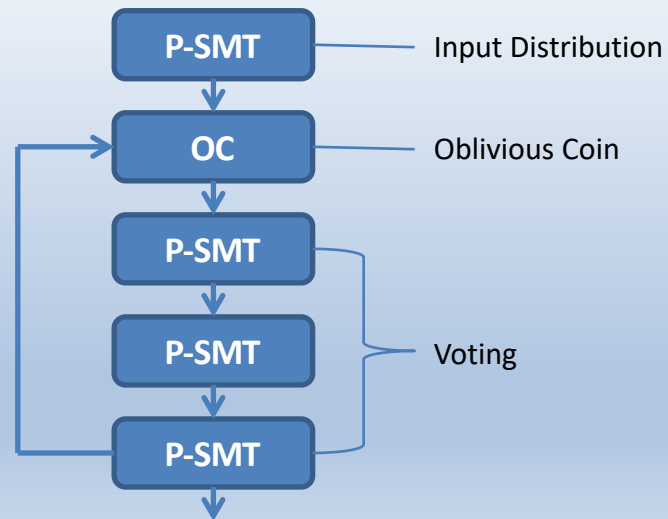 P-SMT
Input Distribution
OC
Oblivious Coin
P-SMT
P-SMT
Voting
P-SMT